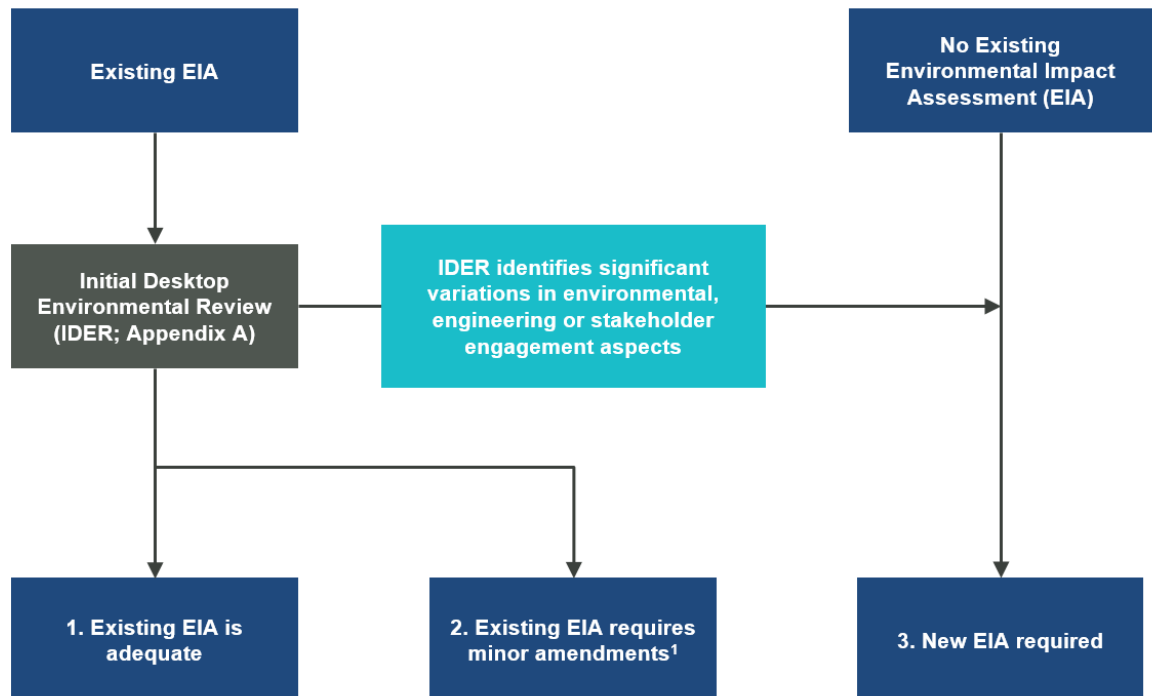 Existing EIA
No Existing
Environmental Impact
Assessment (EIA)
Initial Desktop
Environmental Review
(IDER; Appendix A)
IDER identifies significant
variations in environmental,
engineering or stakeholder
engagement aspects
1. Existing EIA is
adequate
2. Existing EIA requires
minor amendments¹
3. New EIA required